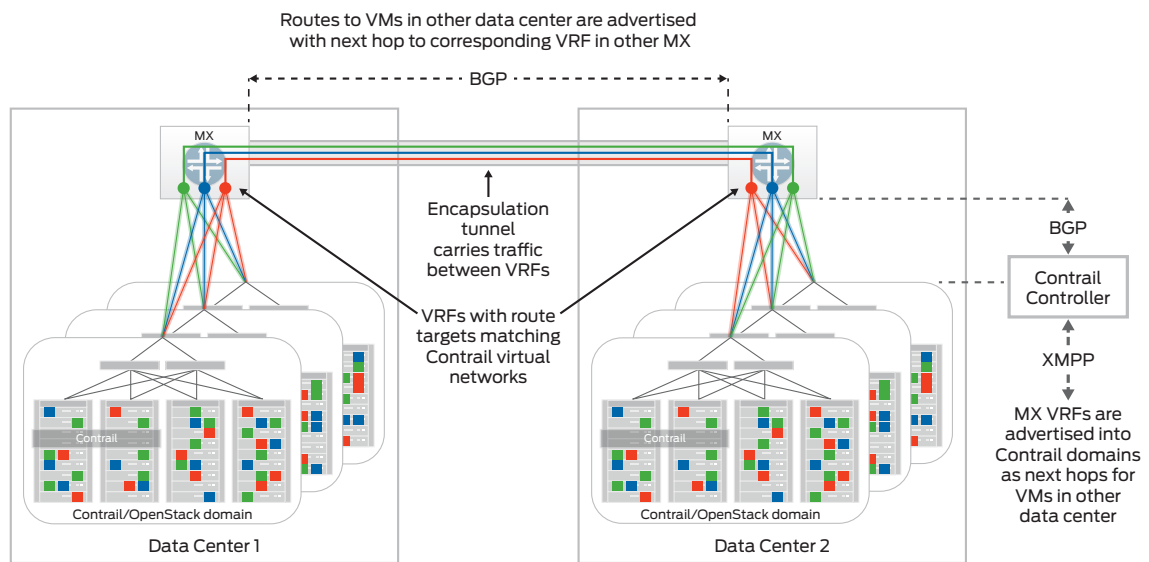 Routes to VMs in other data center are advertised
with next hop to corresponding VRF in other MX
BGP
MX
MX
Encapsulation
tunnel
carries traffic
between VRFs
BGP
Contrail
Controller
VRFs with route
targets matching
Contrail virtual
networks
XMPP
MX VRFs are
advertised into
Contrail domains
as next hops for
VMs in other
data center
Contrail
Contrail
Contrail/OpenStack domain
Contrail/OpenStack domain
Data Center 1
Data Center 2